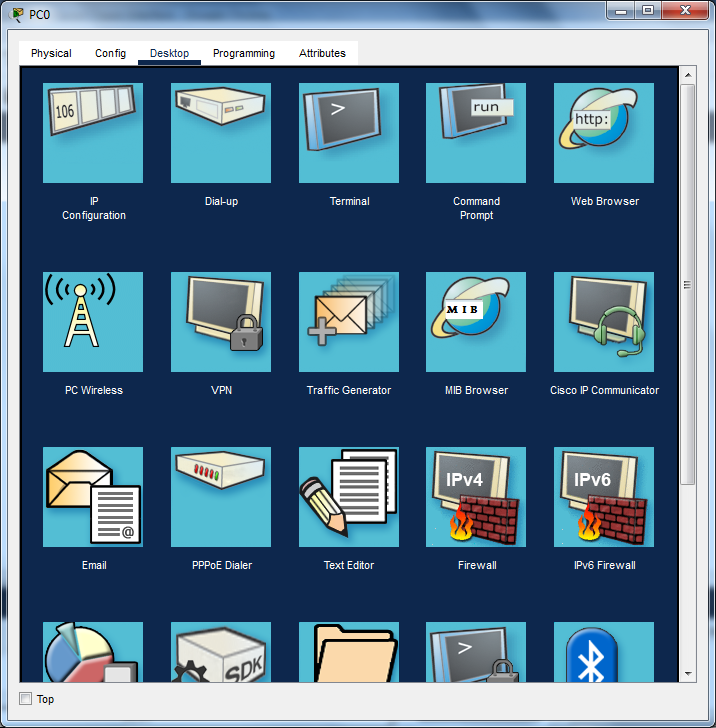 PC0
Physical Config Desktop Programming Attributes
106
>
run
http:
IP
Configuration
Dial-up
Terminal
Command
Prompt
Web Browser
MIB
PC Wireless
VPN
Traffic Generator
MIB Browser
Cisco IP Communicator
@
IPv4
IPv6
Email
PPPoE Dialer
Text Editor
Firewall
IPv6 Firewall
SDK
>
Top